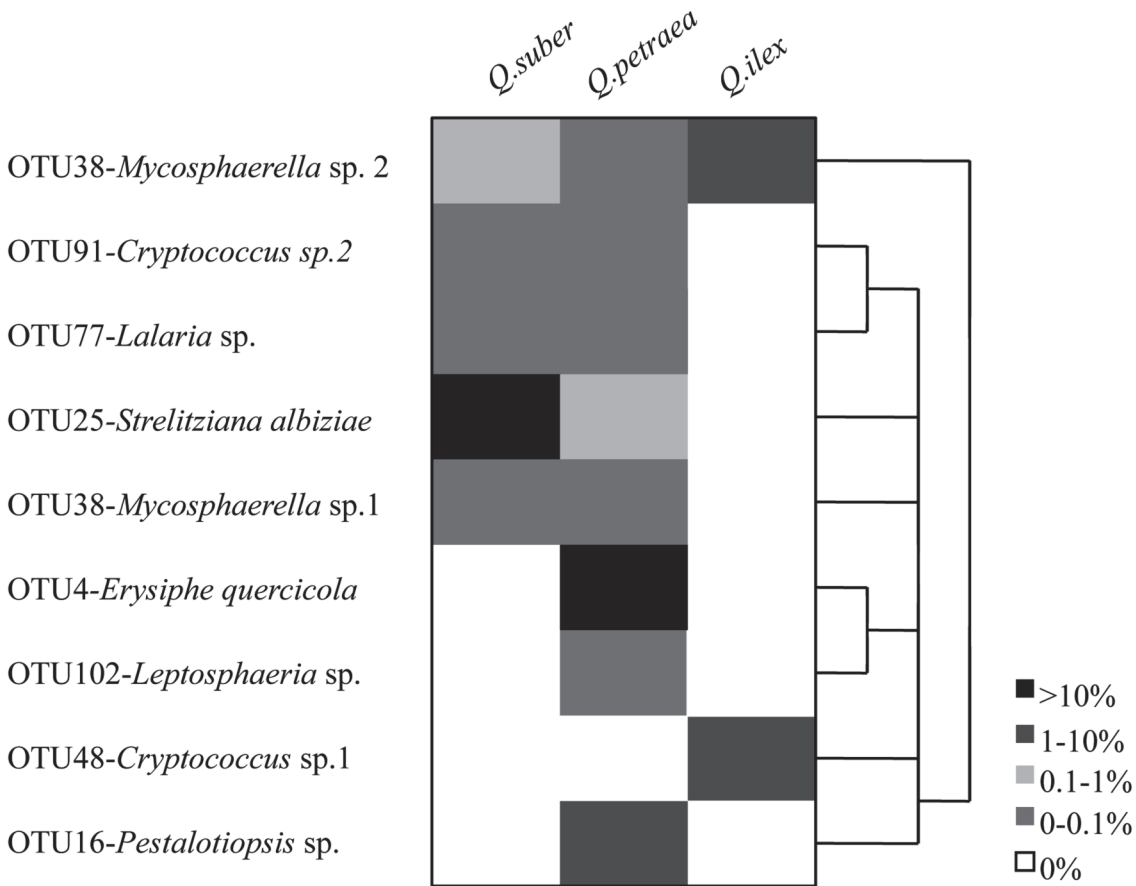 Q.suber Q.petraea Q.ilex
OTU38-Mycosphaerella sp. 2
OTU91-Cryptococcus sp.2
OTU77-Lalaria sp.
OTU25-Strelitziana albiziae
OTU38-Mycosphaerella sp.1
OTU4-Erysiphe quercicola
OTU102-Leptosphaeria sp.
OTU48-Cryptococcus sp.1
OTU16-Pestalotiopsis sp.
>10%
1-10%
0.1-1%
0-0.1%
0%